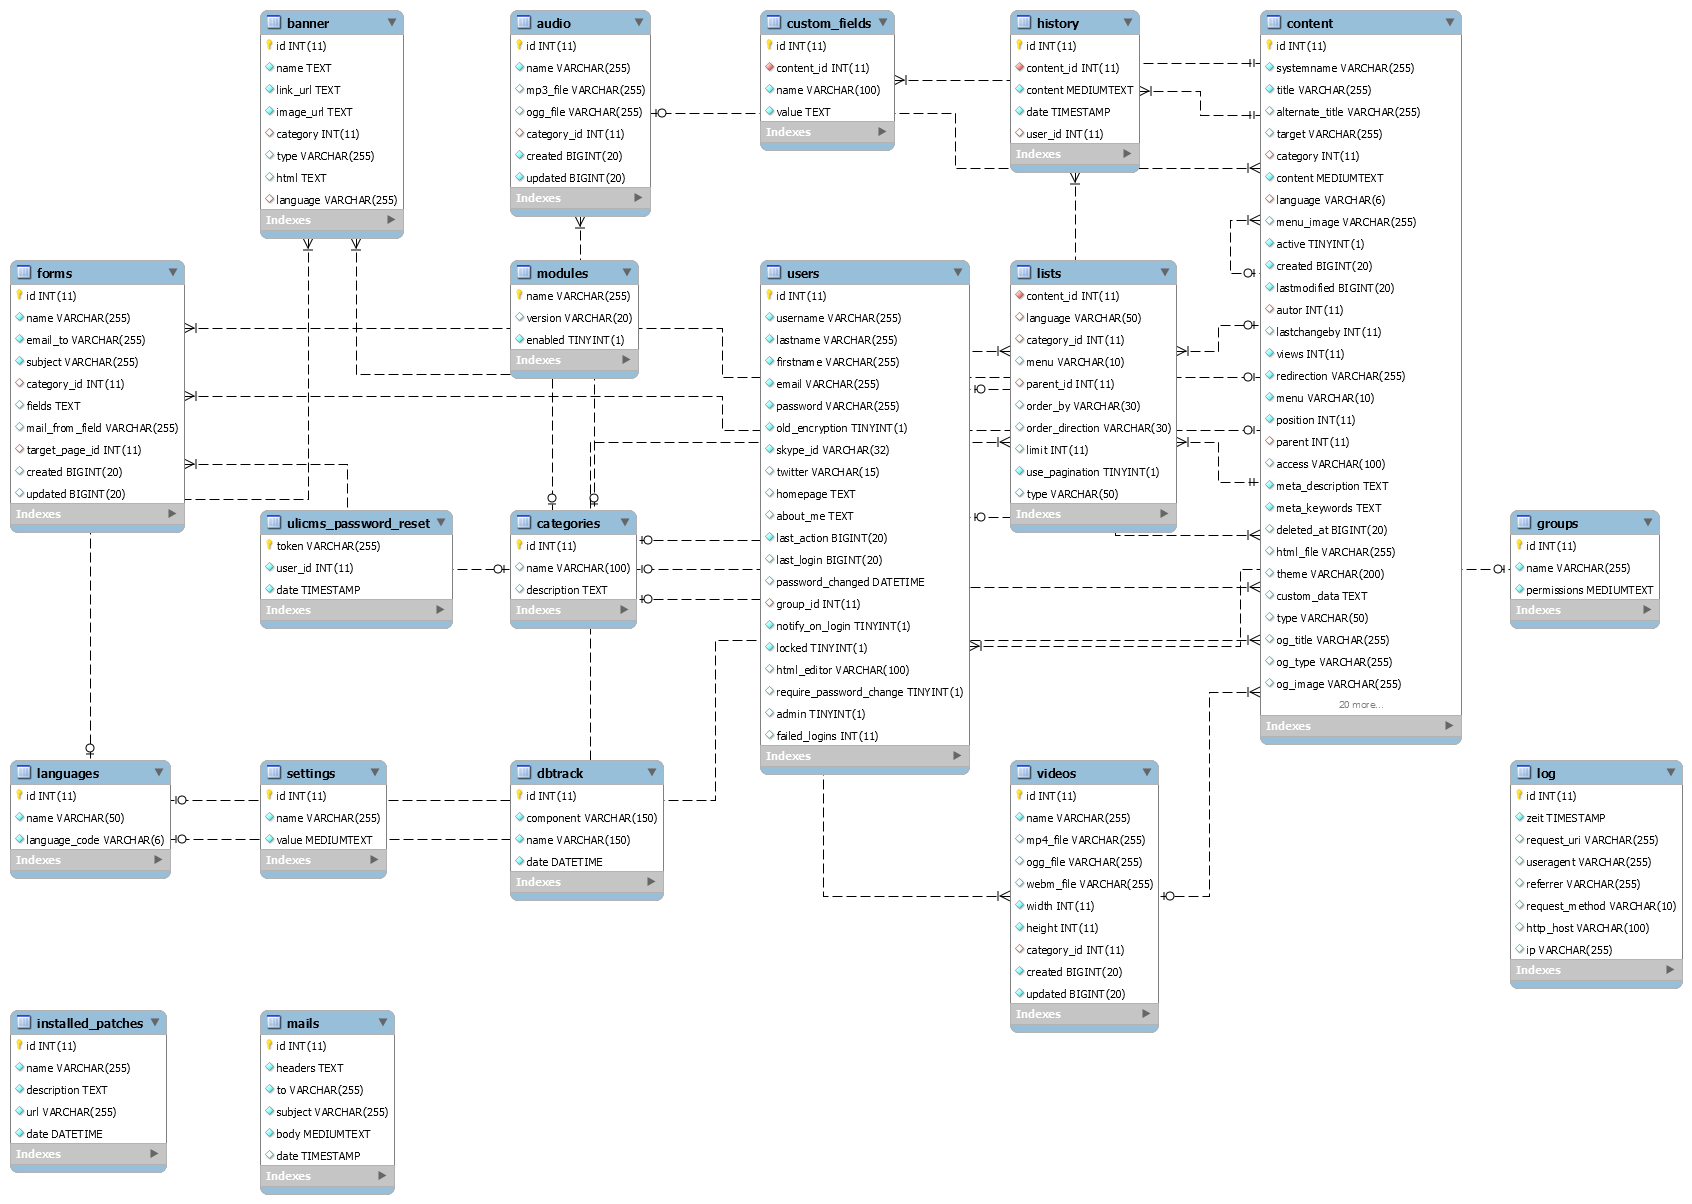 banner
id INT(11)
name TEXT
link_url TEXT
image_url TEXT
category INT(11)
type VARCHAR(255)
html TEXT
language VARCHAR(255)
Indexes
audio
id INT(11)
name VARCHAR(255)
mp3_file VARCHAR(255)
ogg_file VARCHAR(255)
category_id INT(11)
created BIGINT(20)
updated BIGINT(20)
Indexes
custom_fields
id INT(11)
content_id INT(11)
name VARCHAR(100)
value TEXT
Indexes
history
id INT(11)
content_id INT(11)
content MEDIUMTEXT
date TIMESTAMP
user_id INT(11)
Indexes
content
id INT(11)
systemname VARCHAR(255)
title VARCHAR(255)
alternate_title VARCHAR(255)
target VARCHAR(255)
category INT(11)
content MEDIUMTEXT
language VARCHAR(6)
menu_image VARCHAR(255)
active TINYINT(1)
created BIGINT(20)
lastmodified BIGINT(20)
autor INT(11)
lastchangeby INT(11)
views INT(11)
redirection VARCHAR(255)
menu VARCHAR(10)
position INT(11)
parent INT(11)
access VARCHAR(100)
meta_description TEXT
meta_keywords TEXT
deleted_at BIGINT(20)
html_file VARCHAR(255)
theme VARCHAR(200)
custom_data TEXT
type VARCHAR(50)
og_title VARCHAR(255)
og_type VARCHAR(255)
og_image VARCHAR(255)
20 more...
Indexes
forms
id INT(11)
name VARCHAR(255)
email_to VARCHAR(255)
subject VARCHAR(255)
category_id INT(11)
fields TEXT
mail_from_field VARCHAR(255)
target_page_id INT(11)
created BIGINT(20)
updated BIGINT(20)
Indexes
modules
name VARCHAR(255)
version VARCHAR(20)
enabled TINYINT(1)
Indexes
users
id INT(11)
username VARCHAR(255)
lastname VARCHAR(255)
firstname VARCHAR(255)
email VARCHAR(255)
password VARCHAR(255)
old_encryption TINYINT(1)
skype_id VARCHAR(32)
twitter VARCHAR(15)
homepage TEXT
about_me TEXT
last_action BIGINT(20)
last_login BIGINT(20)
password_changed DATETIME
group_id INT(11)
notify_on_login TINYINT(1)
locked TINYINT(1)
html_editor VARCHAR(100)
require_password_change TINYINT(1)
admin TINYINT(1)
failed_logins INT(11)
Indexes
lists
content_id INT(11)
language VARCHAR(50)
category_id INT(11)
menu VARCHAR(10)
parent_id INT(11)
order_by VARCHAR(30)
order_direction VARCHAR(30)
limit INT(11)
use_pagination TINYINT(1)
type VARCHAR(50)
Indexes
ulicms_password_reset
token VARCHAR(255)
user_id INT(11)
date TIMESTAMP
Indexes
categories
id INT(11)
name VARCHAR(100)
description TEXT
Indexes
groups
id INT(11)
name VARCHAR(255)
permissions MEDIUMTEXT
Indexes
languages
id INT(11)
name VARCHAR(50)
language_code VARCHAR(6)
Indexes
settings
id INT(11)
name VARCHAR(255)
value MEDIUMTEXT
Indexes
dbtrack
id INT(11)
component VARCHAR(150)
name VARCHAR(150)
date DATETIME
Indexes
videos
id INT(11)
name VARCHAR(255)
mp4_file VARCHAR(255)
ogg_file VARCHAR(255)
webm_file VARCHAR(255)
width INT(11)
height INT(11)
category_id INT(11)
created BIGINT(20)
updated BIGINT(20)
Indexes
log
id INT(11)
zeit TIMESTAMP
request_uri VARCHAR(255)
useragent VARCHAR(255)
referrer VARCHAR(255)
request_method VARCHAR(10)
http_host VARCHAR(100)
ip VARCHAR(255)
Indexes
installed_patches
id INT(11)
name VARCHAR(255)
description TEXT
url VARCHAR(255)
date DATETIME
Indexes
mails
id INT(11)
headers TEXT
to VARCHAR(255)
subject VARCHAR(255)
body MEDIUMTEXT
date TIMESTAMP
Indexes